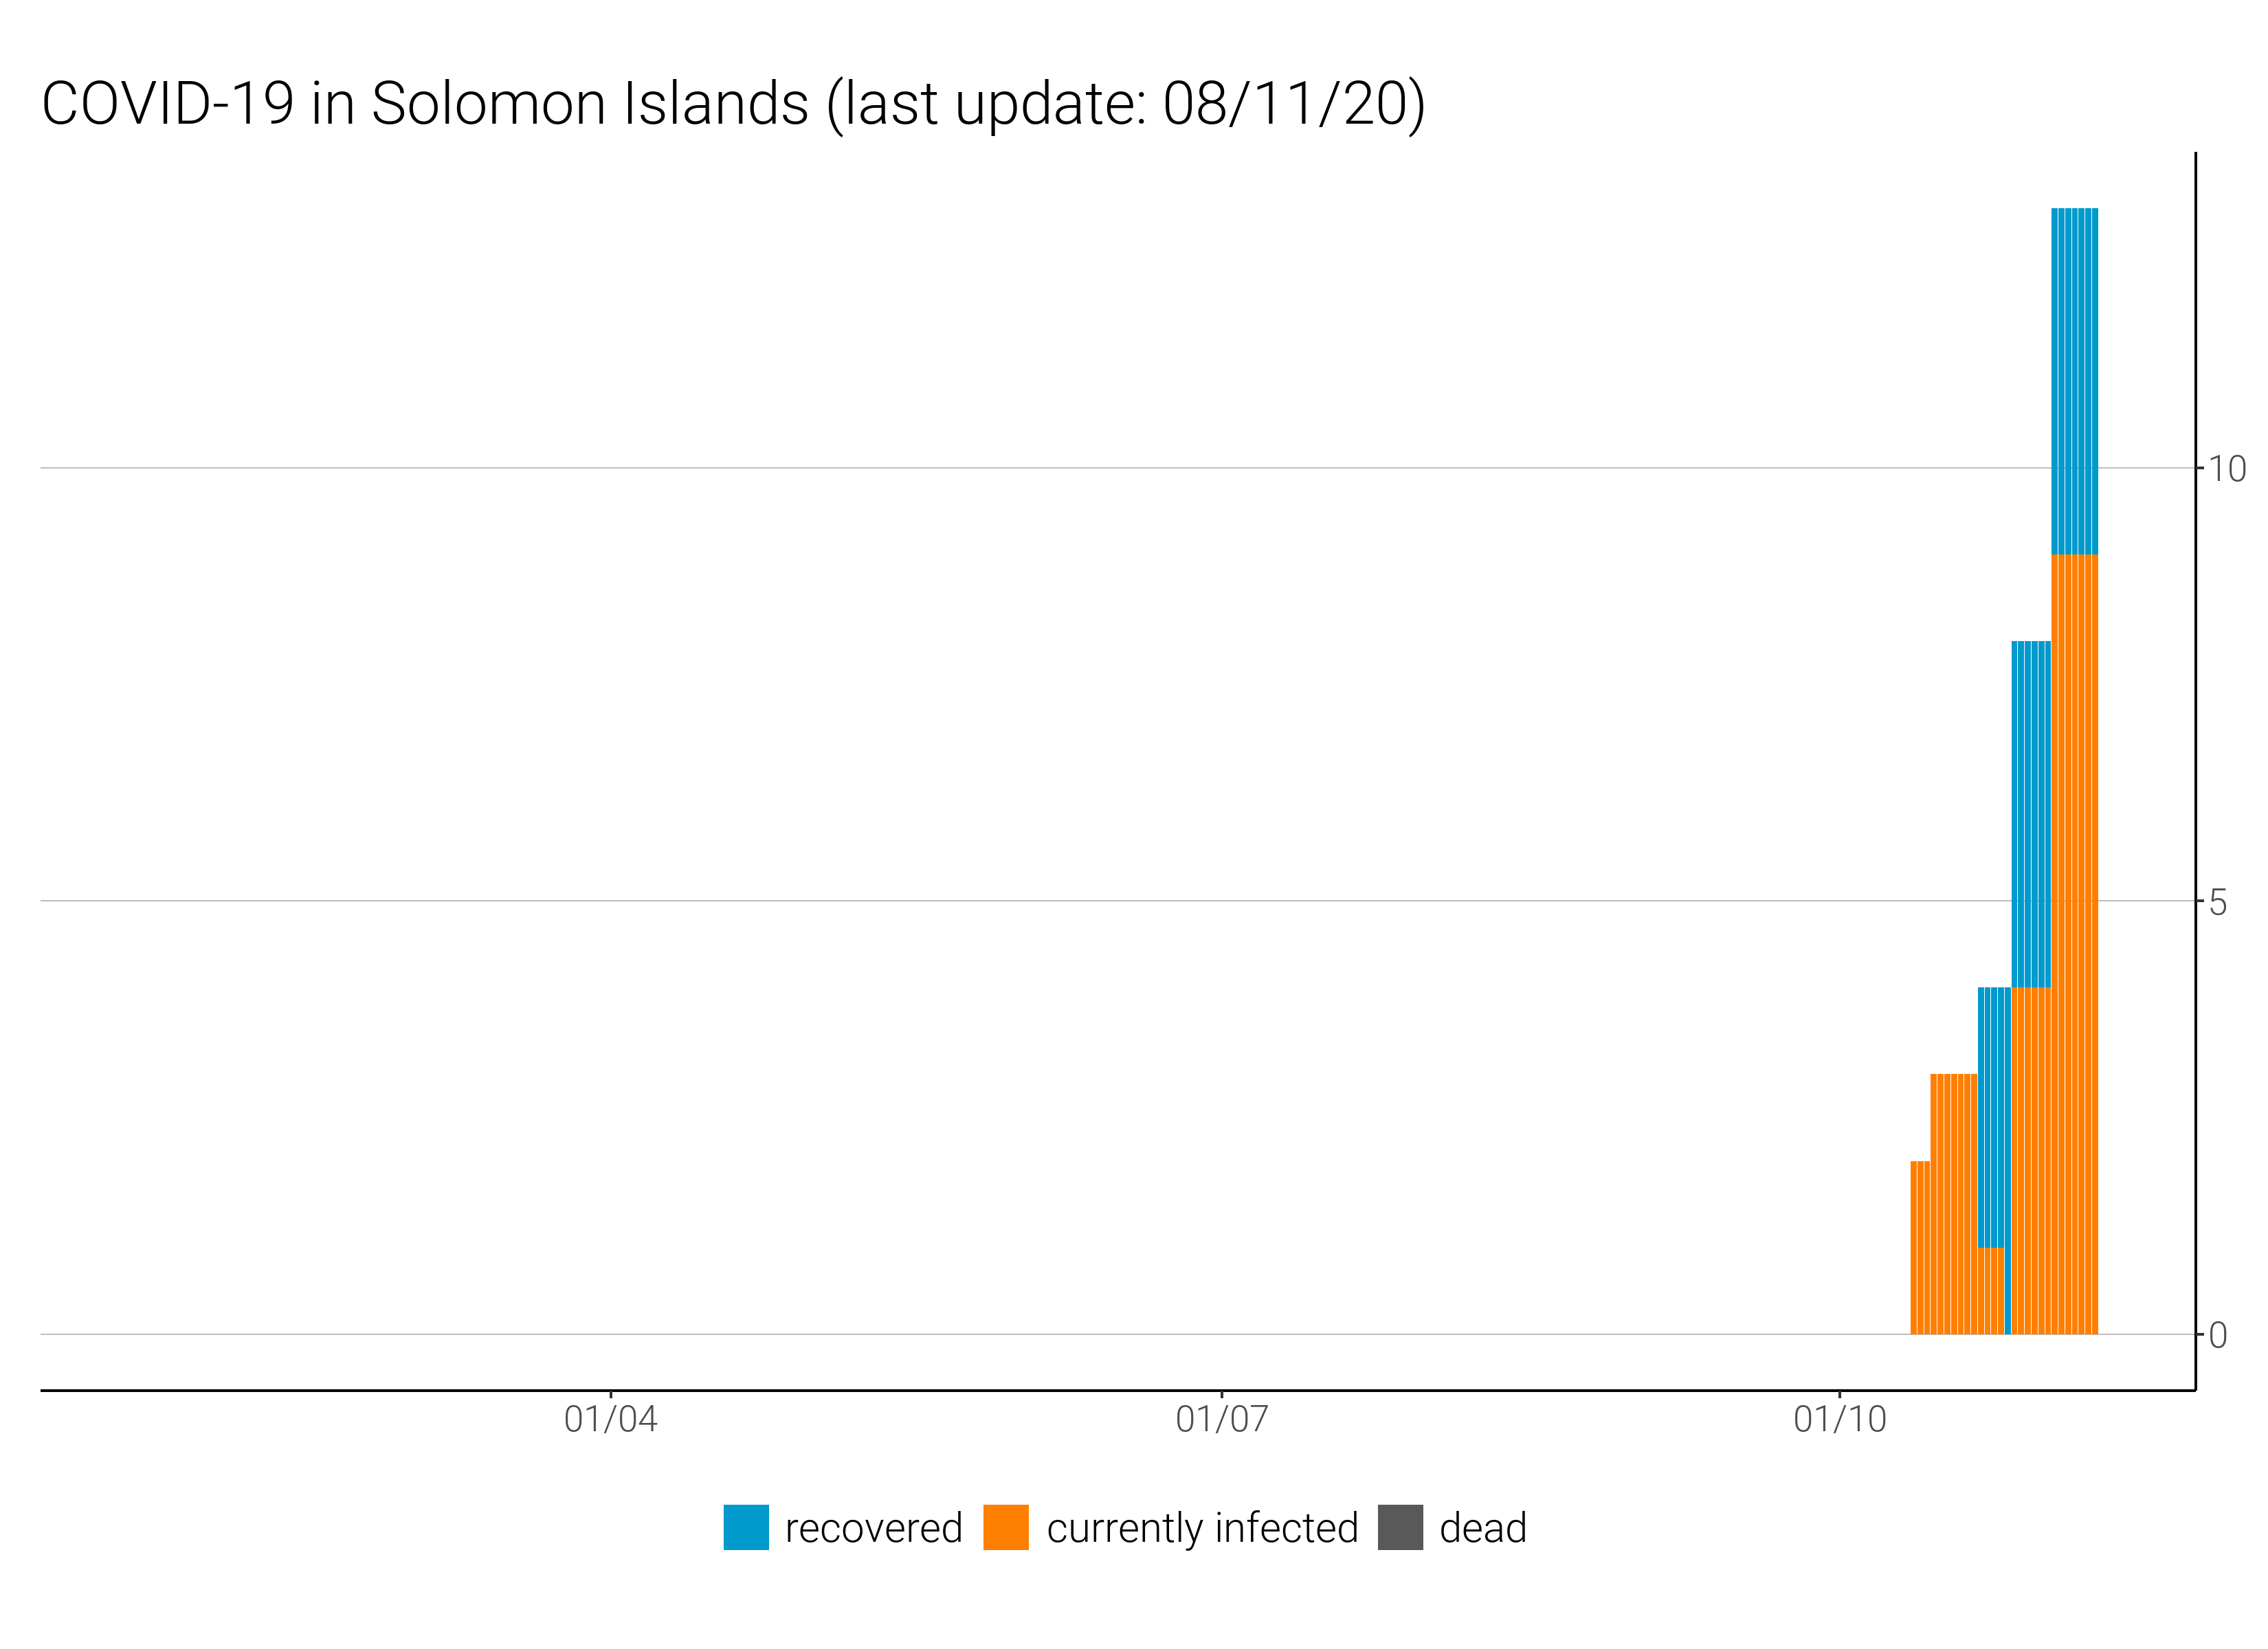 COVID-19 in Solomon Islands (last update: 08/11/20)
10
5
0
01/04 01/07 01/10
recovered currently infected dead